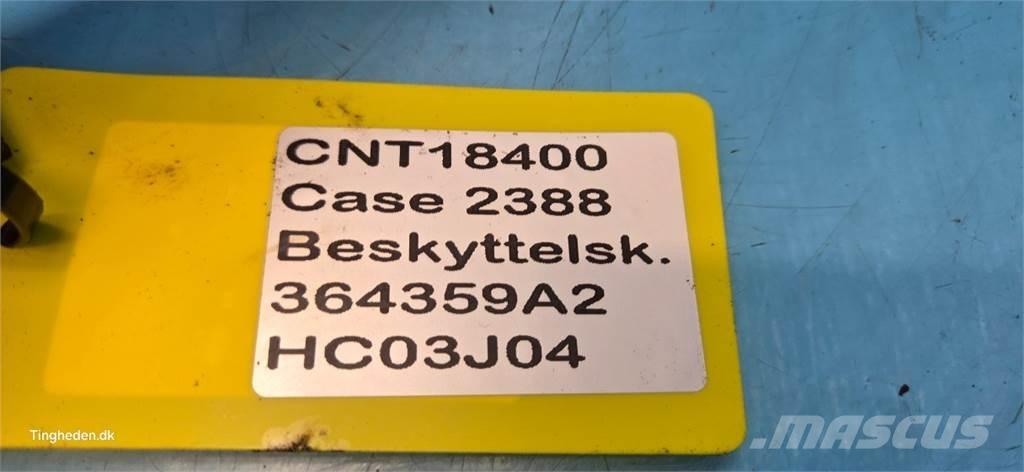 CNT18400
Case 2388
Beskyttelsk.
364359A2
HC03J04
Tingheden.dk
MASCUS